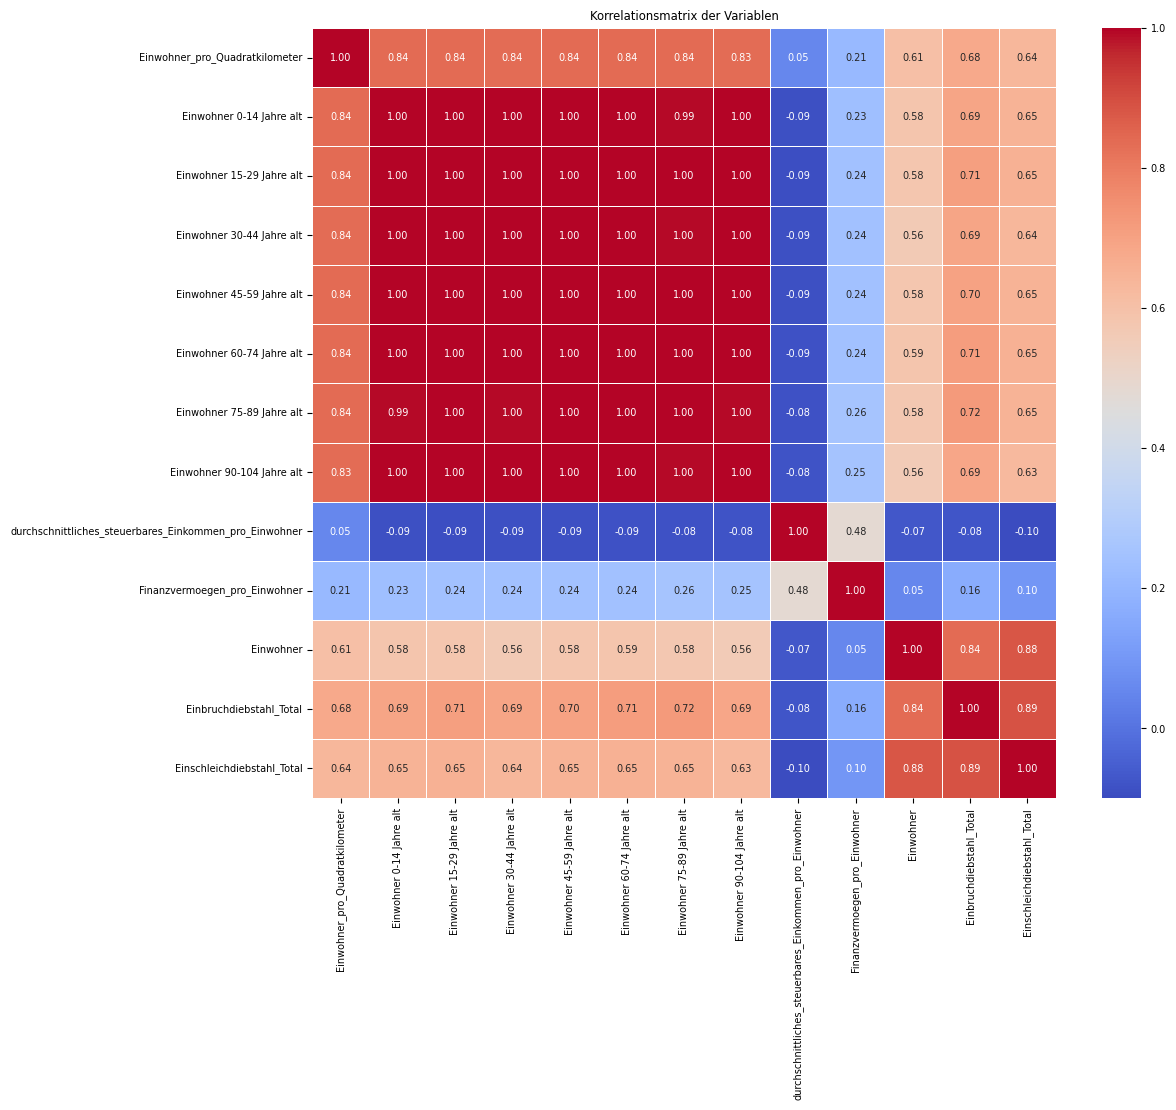 Korrelationsmatrix der Variablen
Einwohner_pro_Quadratkilometer 1.00 0.84 0.84 0.84 0.84 0.84 0.84 0.83 0.05 0.21 0.61 0.68 0.64
Einwohner 0-14 Jahre alt 0.84 1.00 1.00 1.00 1.00 1.00 0.99 1.00 -0.09 0.23 0.58 0.69 0.65
Einwohner 15-29 Jahre alt 0.84 1.00 1.00 1.00 1.00 1.00 1.00 1.00 -0.09 0.24 0.58 0.71 0.65
Einwohner 30-44 Jahre alt 0.84 1.00 1.00 1.00 1.00 1.00 1.00 1.00 -0.09 0.24 0.56 0.69 0.64
Einwohner 45-59 Jahre alt 0.84 1.00 1.00 1.00 1.00 1.00 1.00 1.00 -0.09 0.24 0.58 0.70 0.65
Einwohner 60-74 Jahre alt 0.84 1.00 1.00 1.00 1.00 1.00 1.00 1.00 -0.09 0.24 0.59 0.71 0.65
Einwohner 75-89 Jahre alt 0.84 0.99 1.00 1.00 1.00 1.00 1.00 1.00 -0.08 0.26 0.58 0.72 0.65
Einwohner 90-104 Jahre alt 0.83 1.00 1.00 1.00 1.00 1.00 1.00 1.00 -0.08 0.25 0.56 0.69 0.63
durchschnittliches_steuerbares_Einkommen_pro_Einwohner 0.05 -0.09 -0.09 -0.09 -0.09 -0.09 -0.08 -0.08 1.00 0.48 -0.07 -0.08 -0.10
Finanzvermoegen_pro_Einwohner 0.21 0.23 0.24 0.24 0.24 0.24 0.26 0.25 0.48 1.00 0.05 0.16 0.10
Einwohner 0.61 0.58 0.58 0.56 0.58 0.59 0.58 0.56 -0.07 0.05 1.00 0.84 0.88
Einbruchdiebstahl_Total 0.68 0.69 0.71 0.69 0.70 0.71 0.72 0.69 -0.08 0.16 0.84 1.00 0.89
Einschleichdiebstahl_Total 0.64 0.65 0.65 0.64 0.65 0.65 0.65 0.63 -0.10 0.10 0.88 0.89 1.00
Einwohner_pro_Quadratkilometer
Einwohner 0-14 Jahre alt
Einwohner 15-29 Jahre alt
Einwohner 30-44 Jahre alt
Einwohner 45-59 Jahre alt
Einwohner 60-74 Jahre alt
Einwohner 75-89 Jahre alt
Einwohner 90-104 Jahre alt
durchschnittliches_steuerbares_Einkommen_pro_Einwohner
Finanzvermoegen_pro_Einwohner
Einwohner
Einbruchdiebstahl_Total
Einschleichdiebstahl_Total
1.0
0.8
0.6
0.4
0.2
0.0